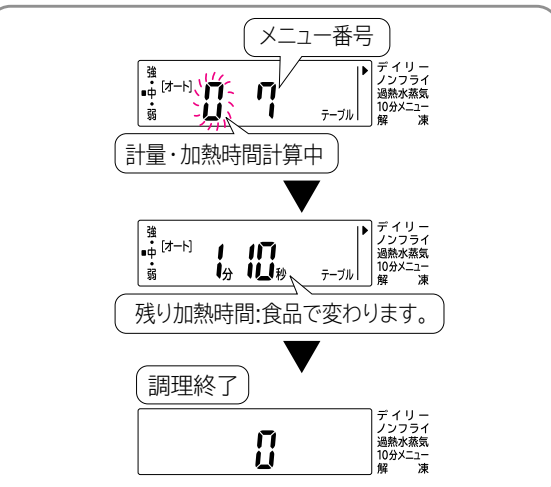 メニュー番号
強
・
中
・
弱
[オート]
0 7
テーブル
デイリー
ノンフライ
過熱水蒸気
10分メニュー
解 凍
計量・加熱時間計算中
強
・
中
・
弱
[オート]
1分 10秒
テーブル
デイリー
ノンフライ
過熱水蒸気
10分メニュー
解 凍
残り加熱時間:食品で変わります。
調理終了
0
デイリー
ノンフライ
過熱水蒸気
10分メニュー
解 凍